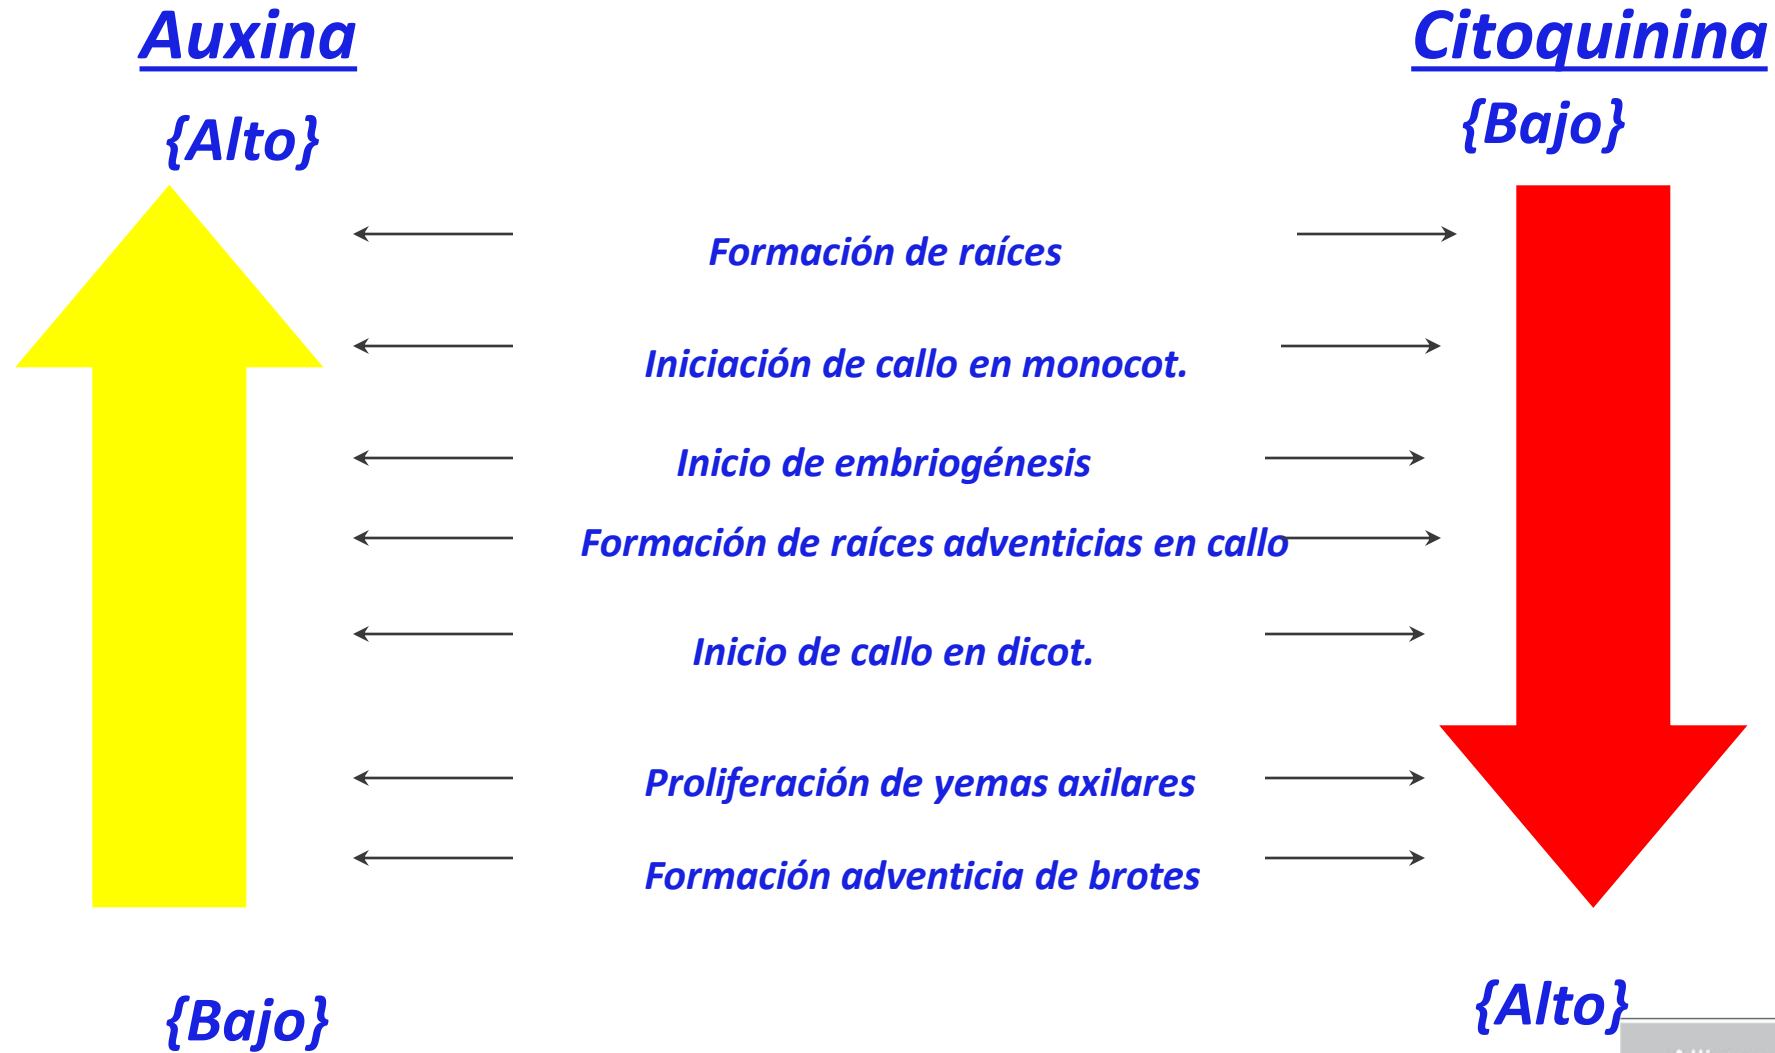 Auxina
Citoquinina
{Alto}
{Bajo}
Formación de raíces
Iniciación de callo en monocot.
Inicio de embriogénesis
Formación de raíces adventicias en callo
Inicio de callo en dicot.
Proliferación de yemas axilares
Formación adventicia de brotes
{Bajo}
{Alto}